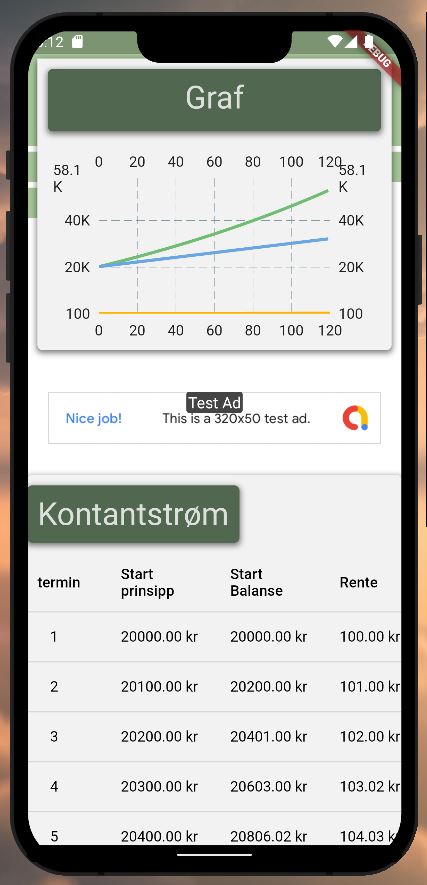 :12
DEBUG
Graf
0 20 40 60 80 100 120
58.1
K
58.1
K
40K 40K
20K 20K
100 100
0 20 40 60 80 100 120
Test Ad
Nice job! This is a 320x50 test ad.
Kontantstrøm
termin Start prinsipp Start Balanse Rente
1 20000.00 kr 20000.00 kr 100.00 kr
2 20100.00 kr 20200.00 kr 101.00 kr
3 20200.00 kr 20401.00 kr 102.00 kr
4 20300.00 kr 20603.00 kr 103.02 kr
5 20400.00 kr 20806.02 kr 104.03 kr